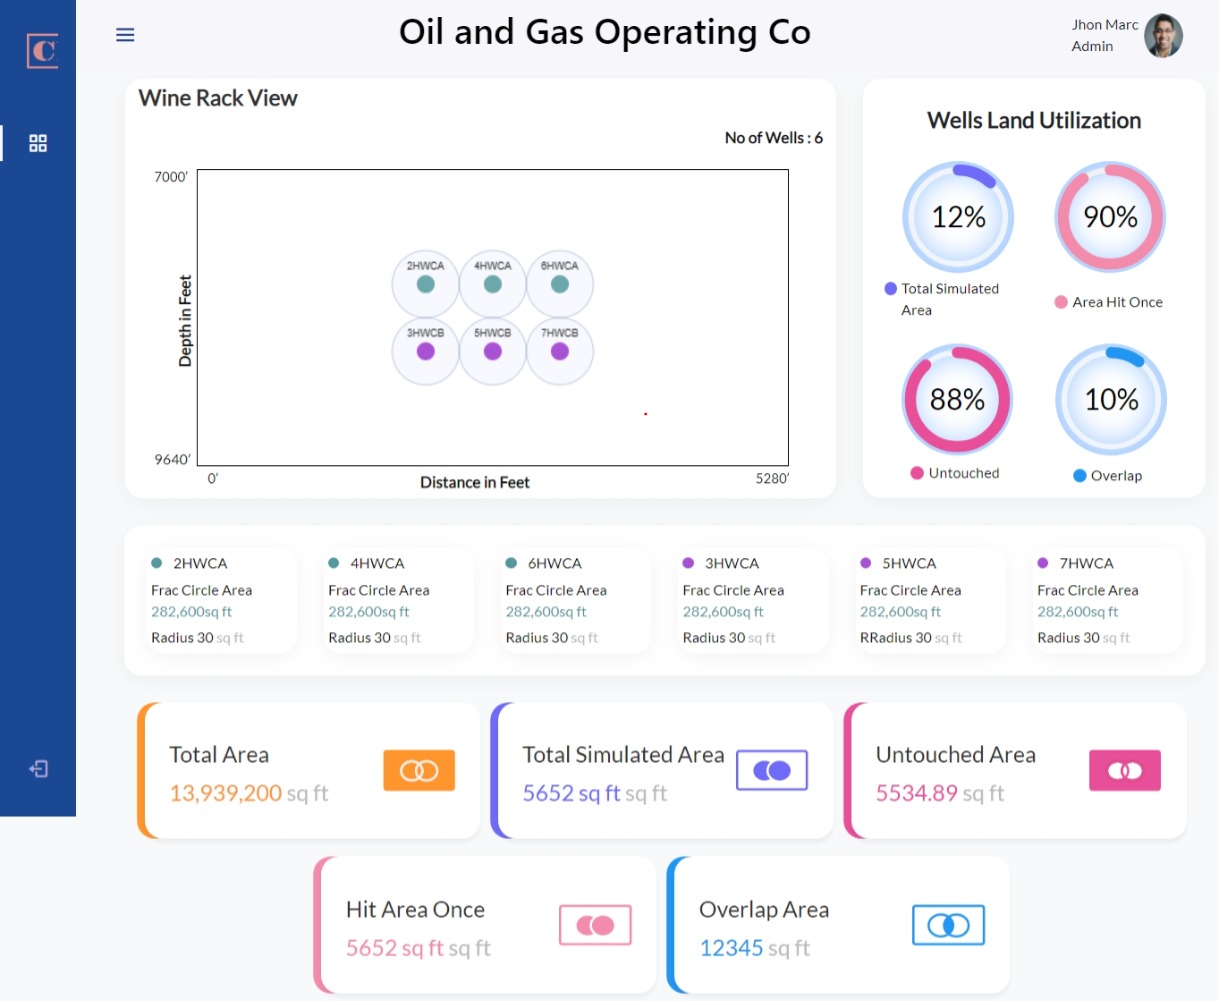 C
Oil and Gas Operating Co
Jhon Marc
Admin
Wine Rack View
No of Wells : 6
7000'
2HWCA 4HWCA 6HWCA
3HWCB 5HWCB 7HWCB
Depth in Feet
9640'
0'
Distance in Feet
5280'
Wells Land Utilization
12%
90%
Total Simulated
Area
Area Hit Once
88%
10%
Untouched
Overlap
2HWCA
Frac Circle Area
282,600sq ft
Radius 30 sq ft
4HWCA
Frac Circle Area
282,600sq ft
Radius 30 sq ft
6HWCA
Frac Circle Area
282,600sq ft
Radius 30 sq ft
3HWCA
Frac Circle Area
282,600sq ft
Radius 30 sq ft
5HWCA
Frac Circle Area
282,600sq ft
RRadius 30 sq ft
7HWCA
Frac Circle Area
282,600sq ft
Radius 30 sq ft
Total Area
13,939,200 sq ft
Total Simulated Area
5652 sq ft sq ft
Untouched Area
5534.89 sq ft
Hit Area Once
5652 sq ft sq ft
Overlap Area
12345 sq ft